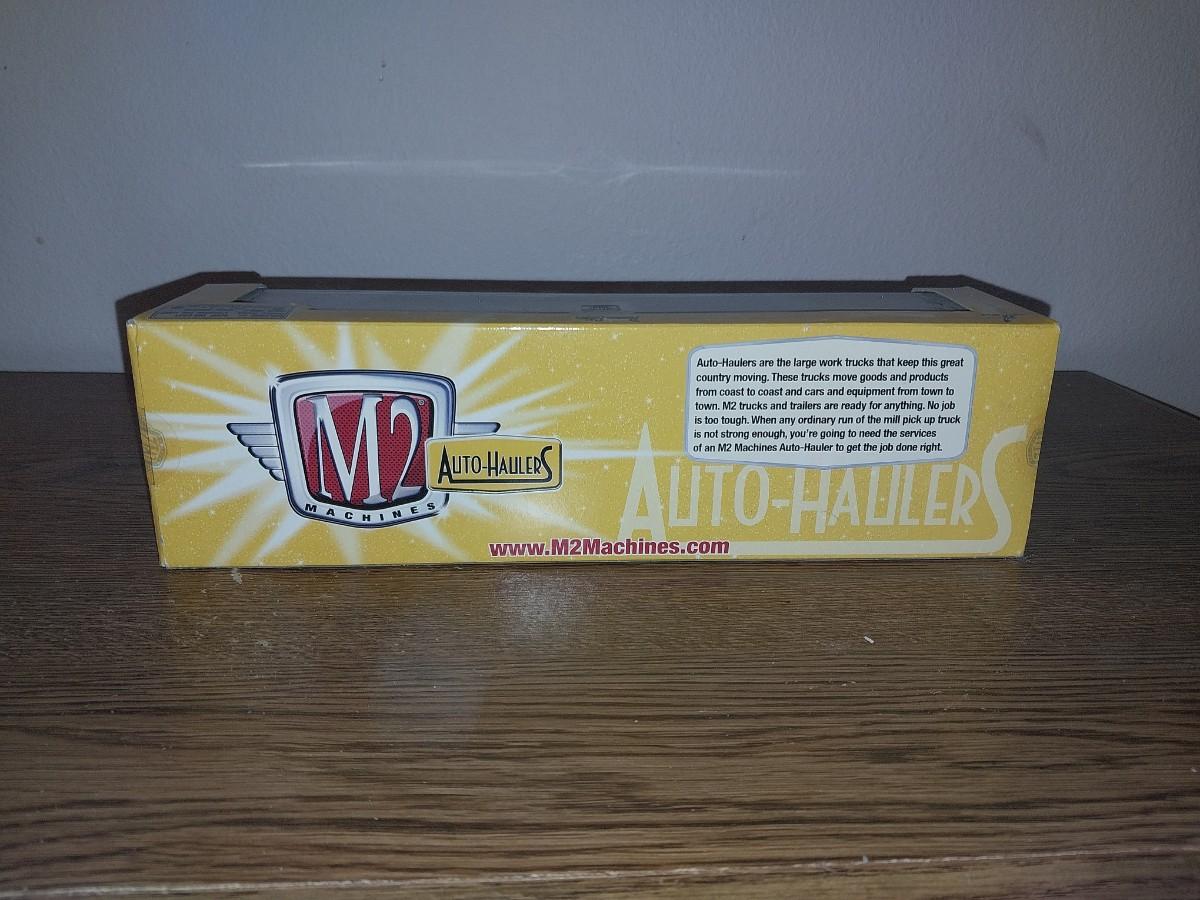 M2
MACHINES
AUTO-HAULERS
Auto-Haulers are the large work trucks that keep this great
country moving. These trucks move goods and products
from coast to coast and cars and equipment from town to
town. M2 trucks and trailers are ready for anything. No job
is too tough. When any ordinary run of the mill pick up truck
is not strong enough, you're going to need the services
of an M2 Machines Auto-Hauler to get the job done right.
AUTO-HAULERS
www.M2Machines.com